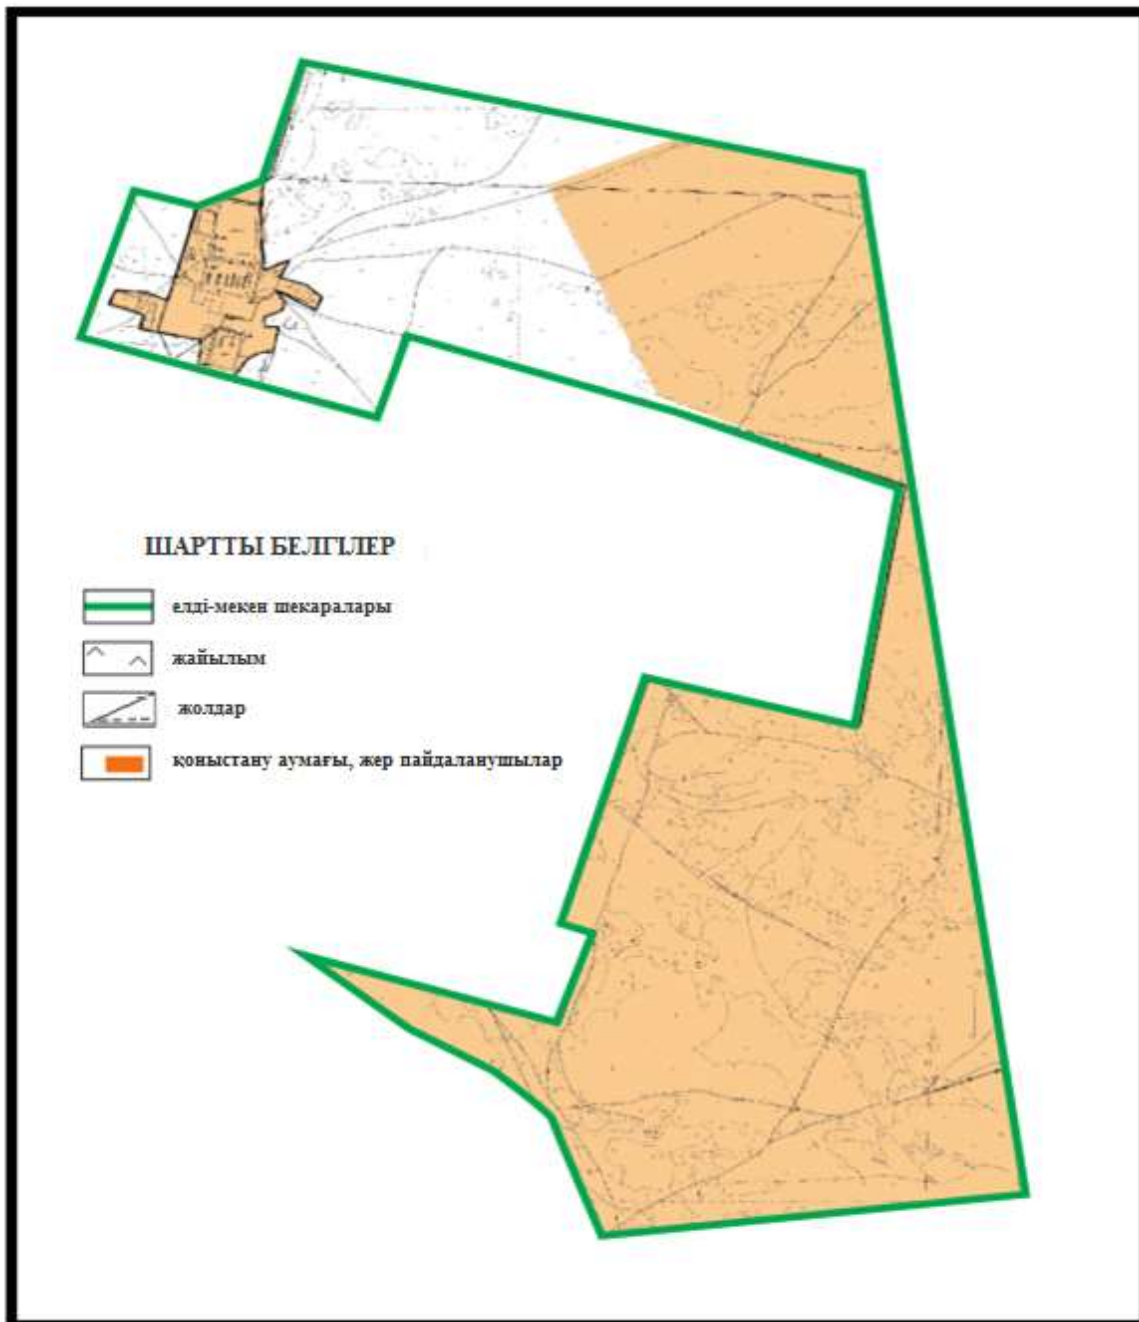 ШАРТТЫ БЕЛГІЛЕР
елді-мекен шекаралары
жайылым
жолдар
қоныстану аумағы, жер пайдаланушылар